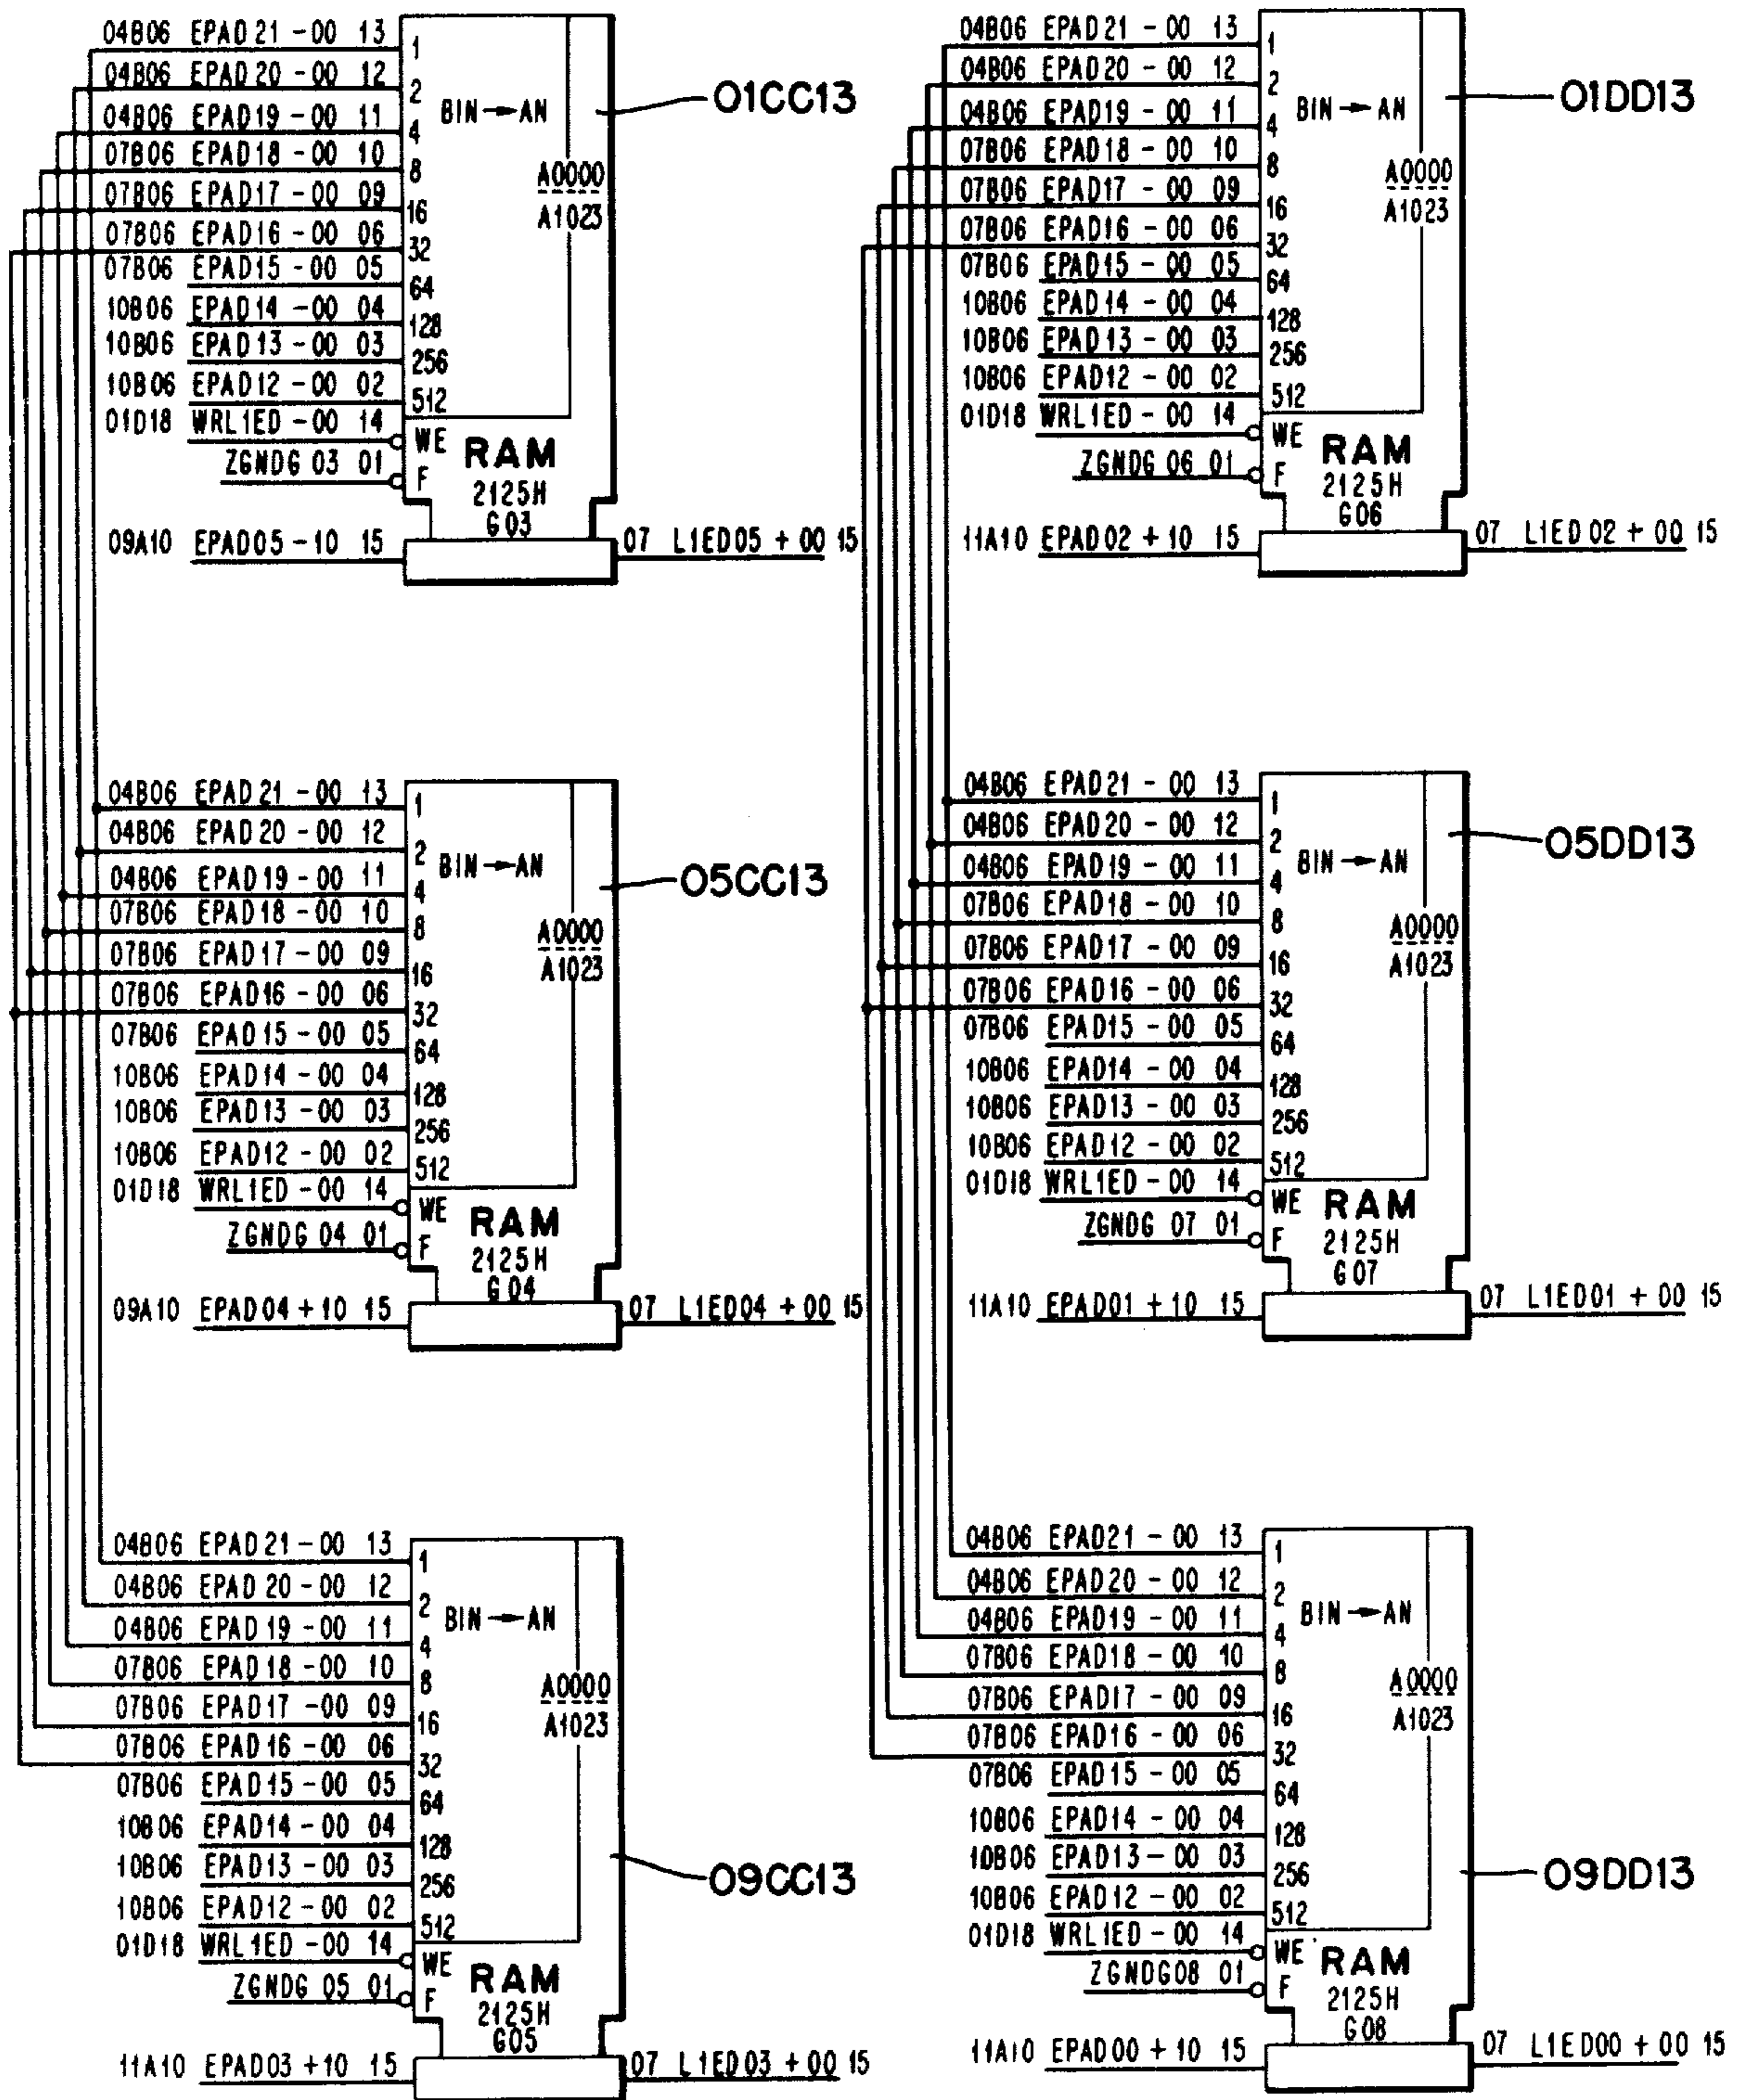 04B06 EPAD21-00 13
1
04B06 EPAD20-00 12
2
04B06 EPAD19-00 11
4
BIN→AN
07B06 EPAD18-00 10
8
07B06 EPAD17-00 09
16
07B06 EPAD16-00 06
32
07B06 EPAD15-00 05
64
10B06 EPAD14-00 04
128
10B06 EPAD13-00 03
256
10B06 EPAD12-00 02
512
01D18 WRL1ED-00 14
WE
ZGNDG 03 01
F
A0000
A1023
RAM
2125H
G03
09A10 EPAD05-10 15
07 L1ED05+00 15
01CC13
04B06 EPAD21-00 13
1
04B06 EPAD20-00 12
2
04B06 EPAD19-00 11
4
BIN→AN
07B06 EPAD18-00 10
8
07B06 EPAD17-00 09
16
07B06 EPAD16-00 06
32
07B06 EPAD15-00 05
64
10B06 EPAD14-00 04
128
10B06 EPAD13-00 03
256
10B06 EPAD12-00 02
512
01D18 WRL1ED-00 14
WE
ZGNDG 06 01
F
A0000
A1023
RAM
2125H
G06
11A10 EPAD02+10 15
07 L1ED02+00 15
01DD13
04B06 EPAD21-00 13
1
04B06 EPAD20-00 12
2
04B06 EPAD19-00 11
4
BIN→AN
07B06 EPAD18-00 10
8
07B06 EPAD17-00 09
16
07B06 EPAD16-00 06
32
07B06 EPAD15-00 05
64
10B06 EPAD14-00 04
128
10B06 EPAD13-00 03
256
10B06 EPAD12-00 02
512
01D18 WRL1ED-00 14
WE
ZGNDG 04 01
F
A0000
A1023
RAM
2125H
G04
09A10 EPAD04+10 15
07 L1ED04+00 15
05CC13
04B06 EPAD21-00 13
1
04B06 EPAD20-00 12
2
04B06 EPAD19-00 11
4
BIN→AN
07B06 EPAD18-00 10
8
07B06 EPAD17-00 09
16
07B06 EPAD16-00 06
32
07B06 EPAD15-00 05
64
10B06 EPAD14-00 04
128
10B06 EPAD13-00 03
256
10B06 EPAD12-00 02
512
01D18 WRL1ED-00 14
WE
ZGNDG 07 01
F
A0000
A1023
RAM
2125H
G07
11A10 EPAD01+10 15
07 L1ED01+00 15
05DD13
04B06 EPAD21-00 13
1
04B06 EPAD20-00 12
2
04B06 EPAD19-00 11
4
BIN→AN
07B06 EPAD18-00 10
8
07B06 EPAD17-00 09
16
07B06 EPAD16-00 06
32
07B06 EPAD15-00 05
64
10B06 EPAD14-00 04
128
10B06 EPAD13-00 03
256
10B06 EPAD12-00 02
512
01D18 WRL1ED-00 14
WE
ZGNDG 05 01
F
A0000
A1023
RAM
2125H
G05
11A10 EPAD03+10 15
07 L1ED03+00 15
09CC13
04B06 EPAD21-00 13
1
04B06 EPAD20-00 12
2
04B06 EPAD19-00 11
4
BIN→AN
07B06 EPAD18-00 10
8
07B06 EPAD17-00 09
16
07B06 EPAD16-00 06
32
07B06 EPAD15-00 05
64
10B06 EPAD14-00 04
128
10B06 EPAD13-00 03
256
10B06 EPAD12-00 02
512
01D18 WRL1ED-00 14
WE
ZGNDG08 01
F
A0000
A1023
RAM
2125H
G08
11A10 EPAD00+10 15
07 L1ED00+00 15
09DD13